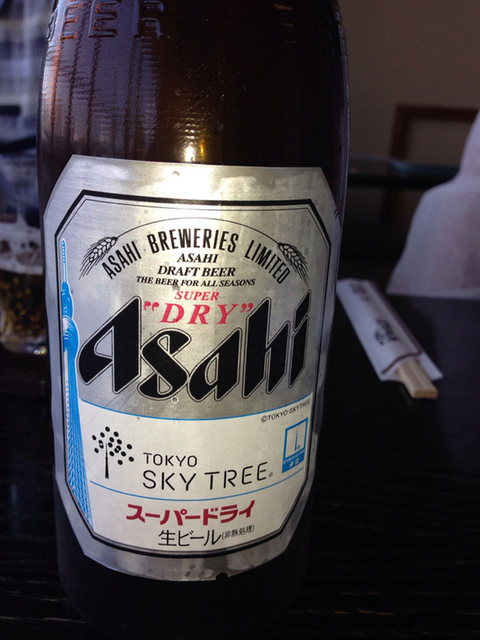 BEER
ASAHI BREWERIES LIMITED
ASAHI
DRAFT BEER
THE BEER FOR ALL SEASONS
SUPER
"DRY"
Asahi
©TOKYO-SKYTREE
TOKYO
SKY TREE®
スーパードライ
生ビール(非熱処理)